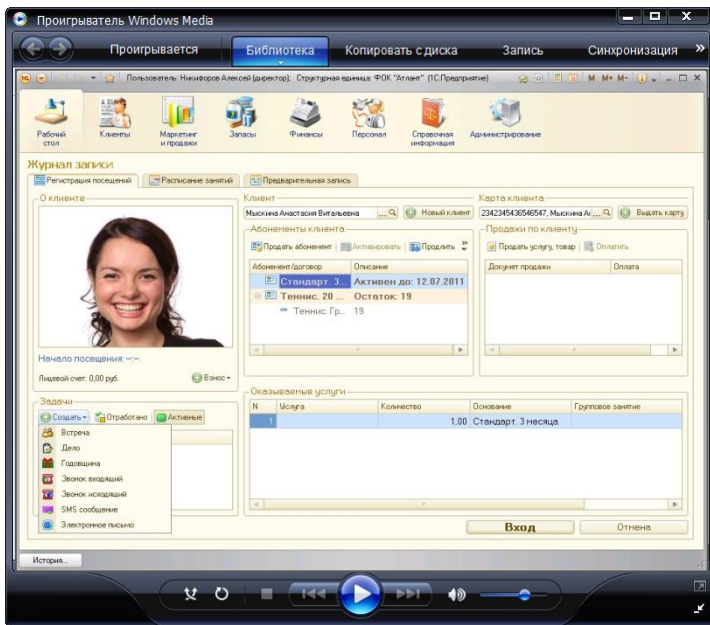 Проигрыватель Windows Media
Проигрывается Библиотека Копировать с диска Запись Синхронизация »
Пользователь: Никифоров Алексей (директор); Структурная единица: ФОК "Атлант" (1С:Предприятие) M M+ M-
Рабочий стол
Клиенты
Маркетинг и продажи
Запасы
Финансы
Персонал
Справочная информация
Администрирование
Журнал записи
Регистрация посещений Расписание занятий Предварительная запись
О клиенте
Начало посещения: --:--
Лицевой счет: 0,00 руб. Взнос
Клиент
Мыскина Анастасия Витальевна ... Новый клиент
Карта клиента
2342345436546547, Мыскина Ан ... Выдать карту
Абонементы клиента
Продать абонемент Активировать Продлить
Абонемент/договор Описание
Стандарт. 3... Активен до: 12.07.2011
Теннис. 20 ... Остаток: 19
Теннис Гр... 19
Продажи по клиенту
Продать услугу, товар Оплатить
Докумет продажи Оплата
Задачи
Создать Отработано Активные
Встреча
Дело
Годовщина
Звонок входящий
Звонок исходящий
SMS сообщение
Электронное письмо
Оказываемые услуги
N Услуга Количество Основание Групповое занятие
1 1,00 Стандарт. 3 месяца
Вход Отмена
История...